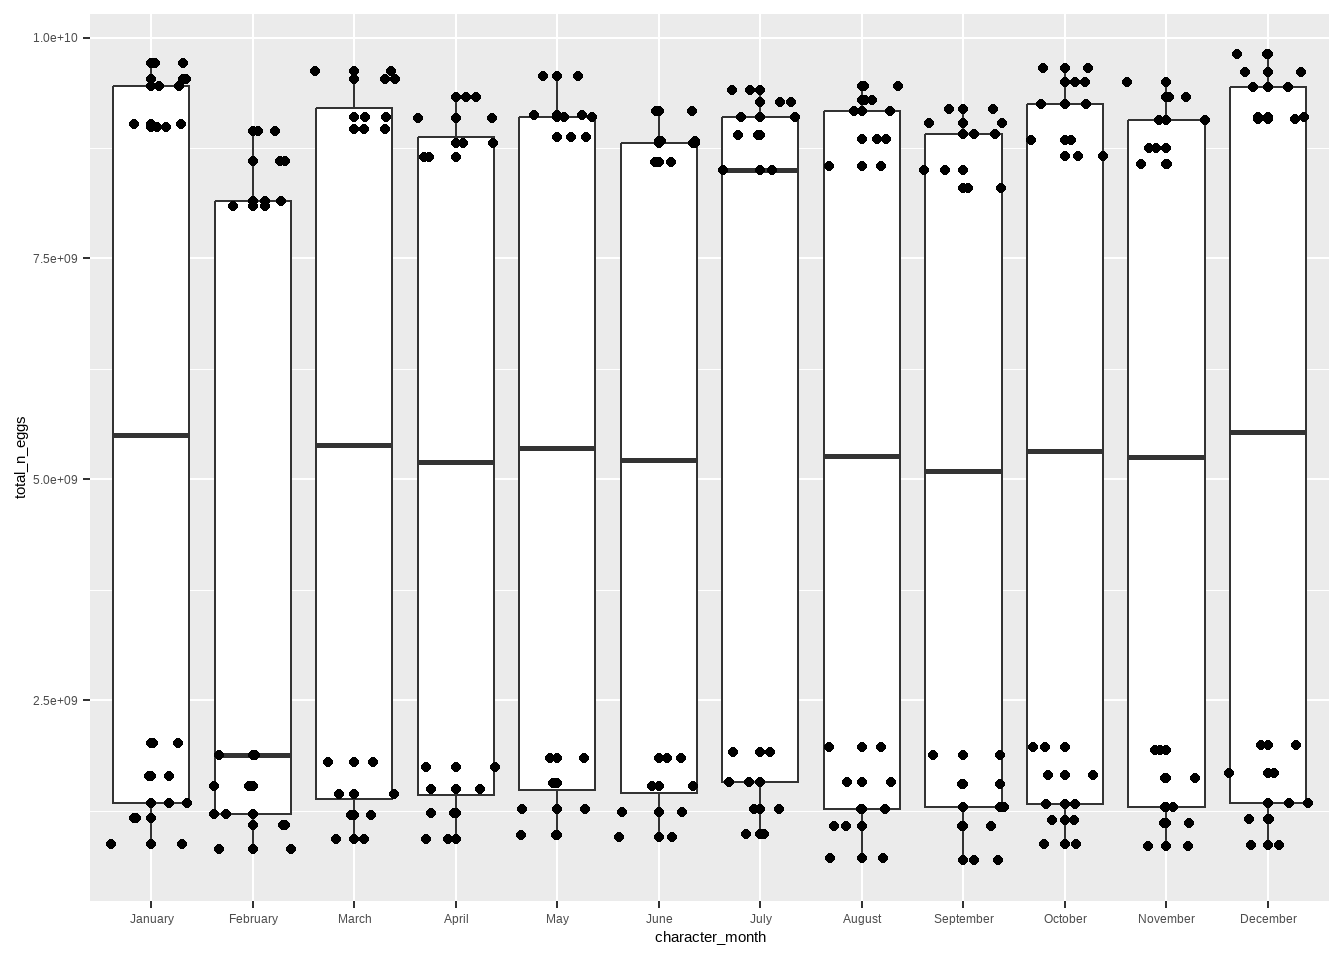 1.0e+10
7.5e+09
5.0e+09
2.5e+09
total_n_eggs
January February March April May June July August September October November December
character_month